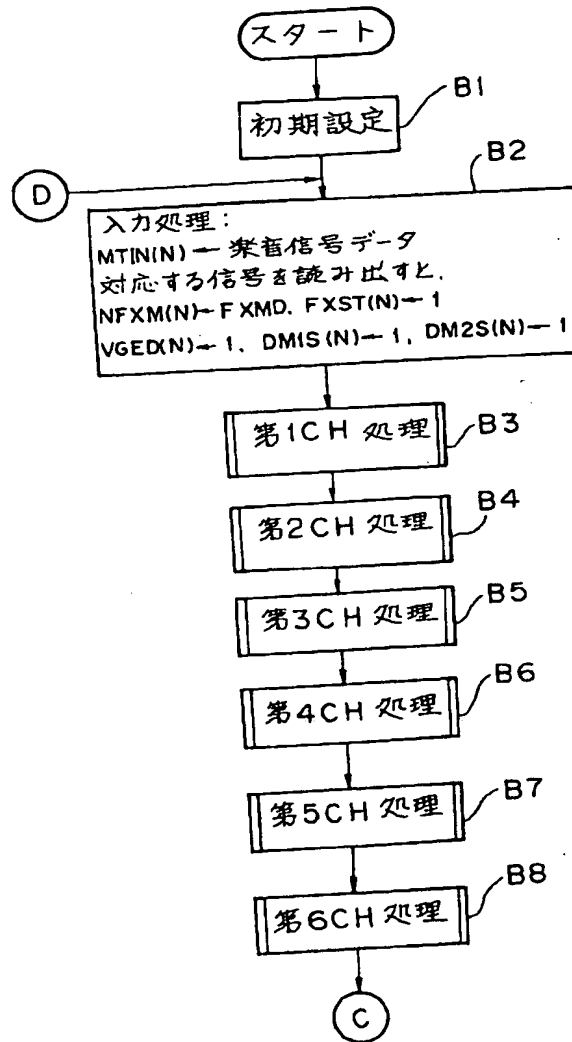 スタート
初期設定
B1
D
B2
入力処理:
MTIN(N)←楽音信号データ
対応する信号を読み出すと、
NFXM(N)←FXMD, FXST(N)←1
VGED(N)←1, DM1S(N)←1, DM2S(N)←1
第1CH 処理
B3
第2CH 処理
B4
第3CH 処理
B5
第4CH 処理
B6
第5CH 処理
B7
第6CH 処理
B8
C